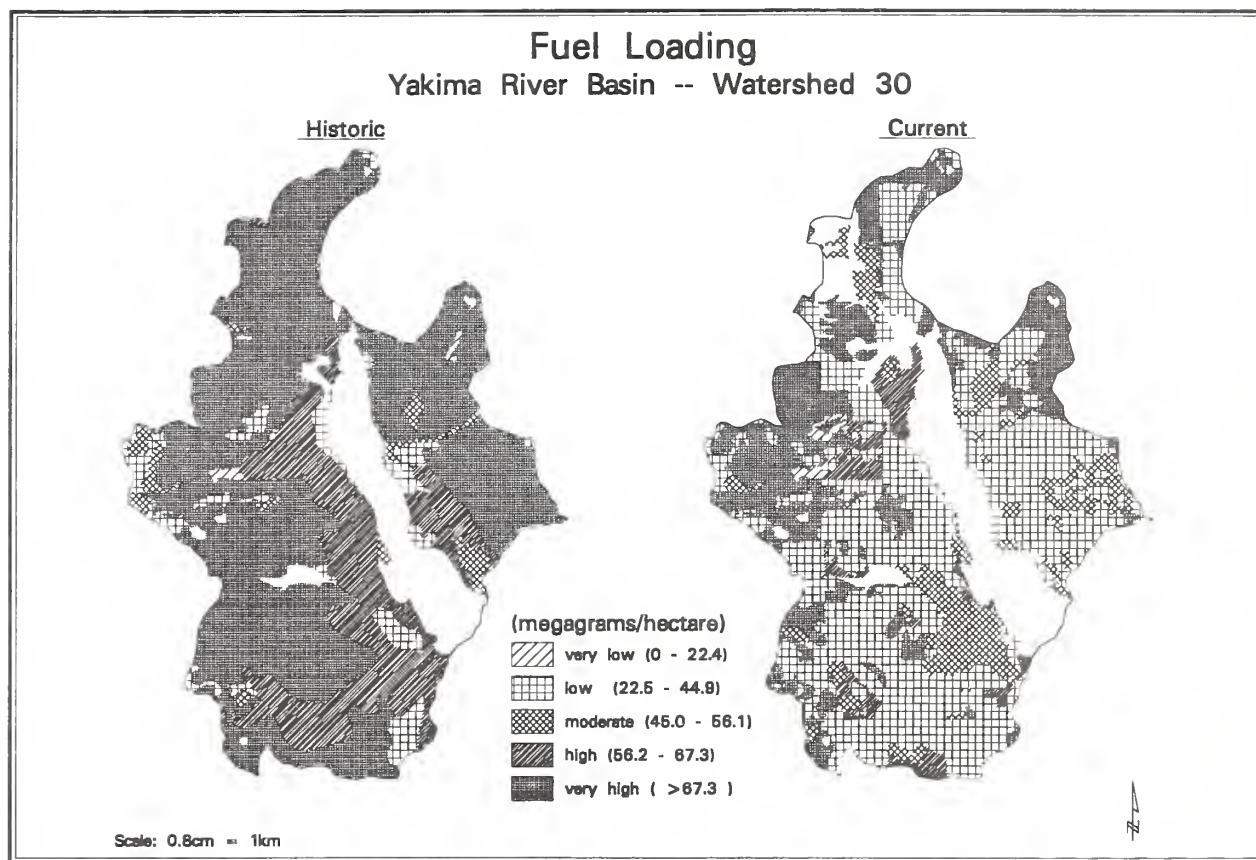 Fuel Loading
Yakima River Basin -- Watershed 30
Historic
Current
(megagrams/hectare)
very low (0 - 22.4)
low (22.5 - 44.9)
moderate (45.0 - 56.1)
high (56.2 - 67.3)
very high ( >67.3 )
Scale: 0.8cm = 1km
N